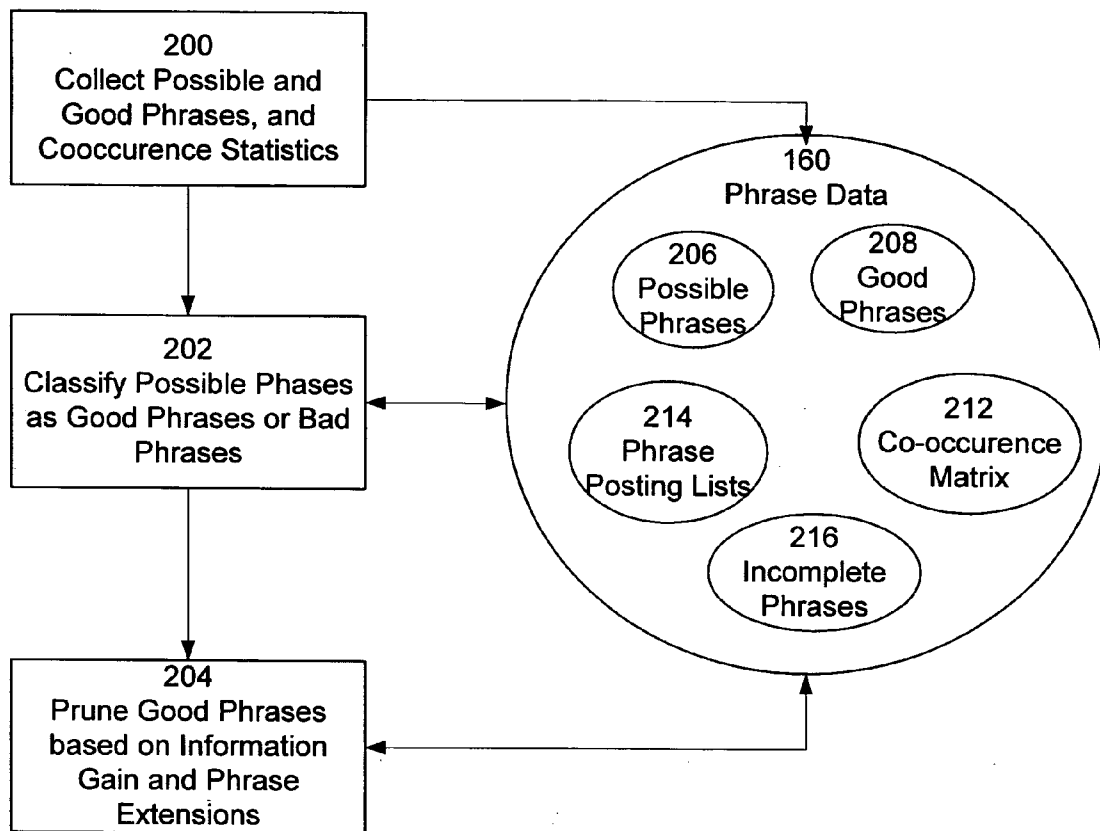 200
Collect Possible and
Good Phrases, and
Cooccurence Statistics
202
Classify Possible Phases
as Good Phrases or Bad
Phrases
204
Prune Good Phrases
based on Information
Gain and Phrase
Extensions
160
Phrase Data
206
Possible
Phrases
208
Good
Phrases
214
Phrase
Posting Lists
212
Co-occurence
Matrix
216
Incomplete
Phrases